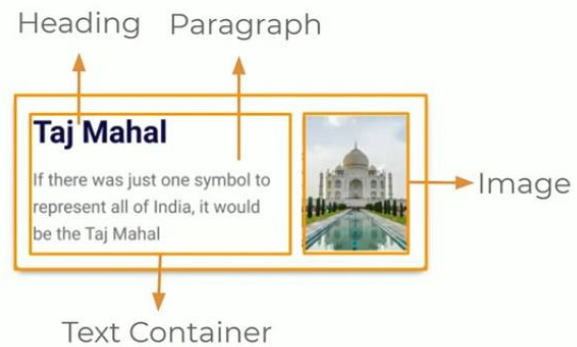 Heading
Paragraph
Taj Mahal
If there was just one symbol to
represent all of India, it would
be the Taj Mahal
Image
Text Container